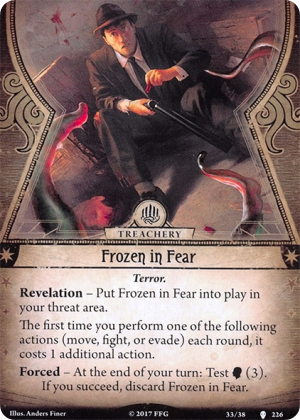 TREACHERY
Frozen in Fear
Terror.
Revelation – Put Frozen in Fear into play in
your threat area.
The first time you perform one of the following
actions (move, fight, or evade) each round, it
costs 1 additional action.
Forced – At the end of your turn: Test (3).
If you succeed, discard Frozen in Fear.
Illus. Anders Finer © 2017 FFG 33/38 226